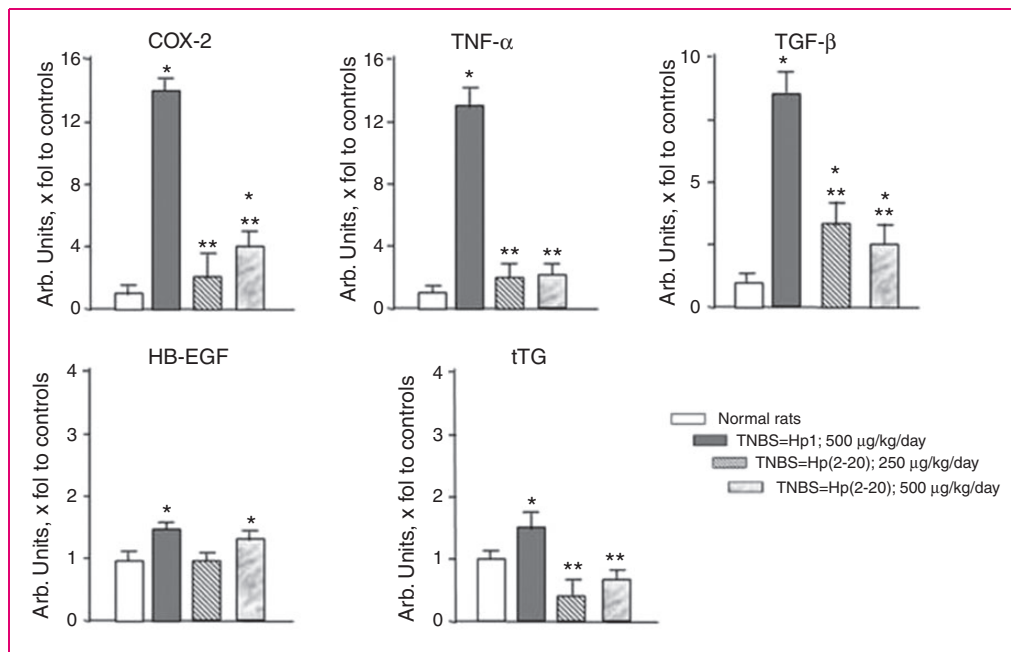 COX-2
Arb. Units, x fol to controls
16
12
8
4
0
*
**
*
**
TNF-α
Arb. Units, x fol to controls
16
12
8
4
0
*
**
**
TGF-β
Arb. Units, x fol to controls
10
5
0
*
*
**
*
**
HB-EGF
Arb. Units, x fol to controls
4
3
2
1
0
*
*
tTG
Arb. Units, x fol to controls
4
3
2
1
0
*
**
**
Normal rats
TNBS=Hp1; 500 μg/kg/day
TNBS=Hp(2-20); 250 μg/kg/day
TNBS=Hp(2-20); 500 μg/kg/day